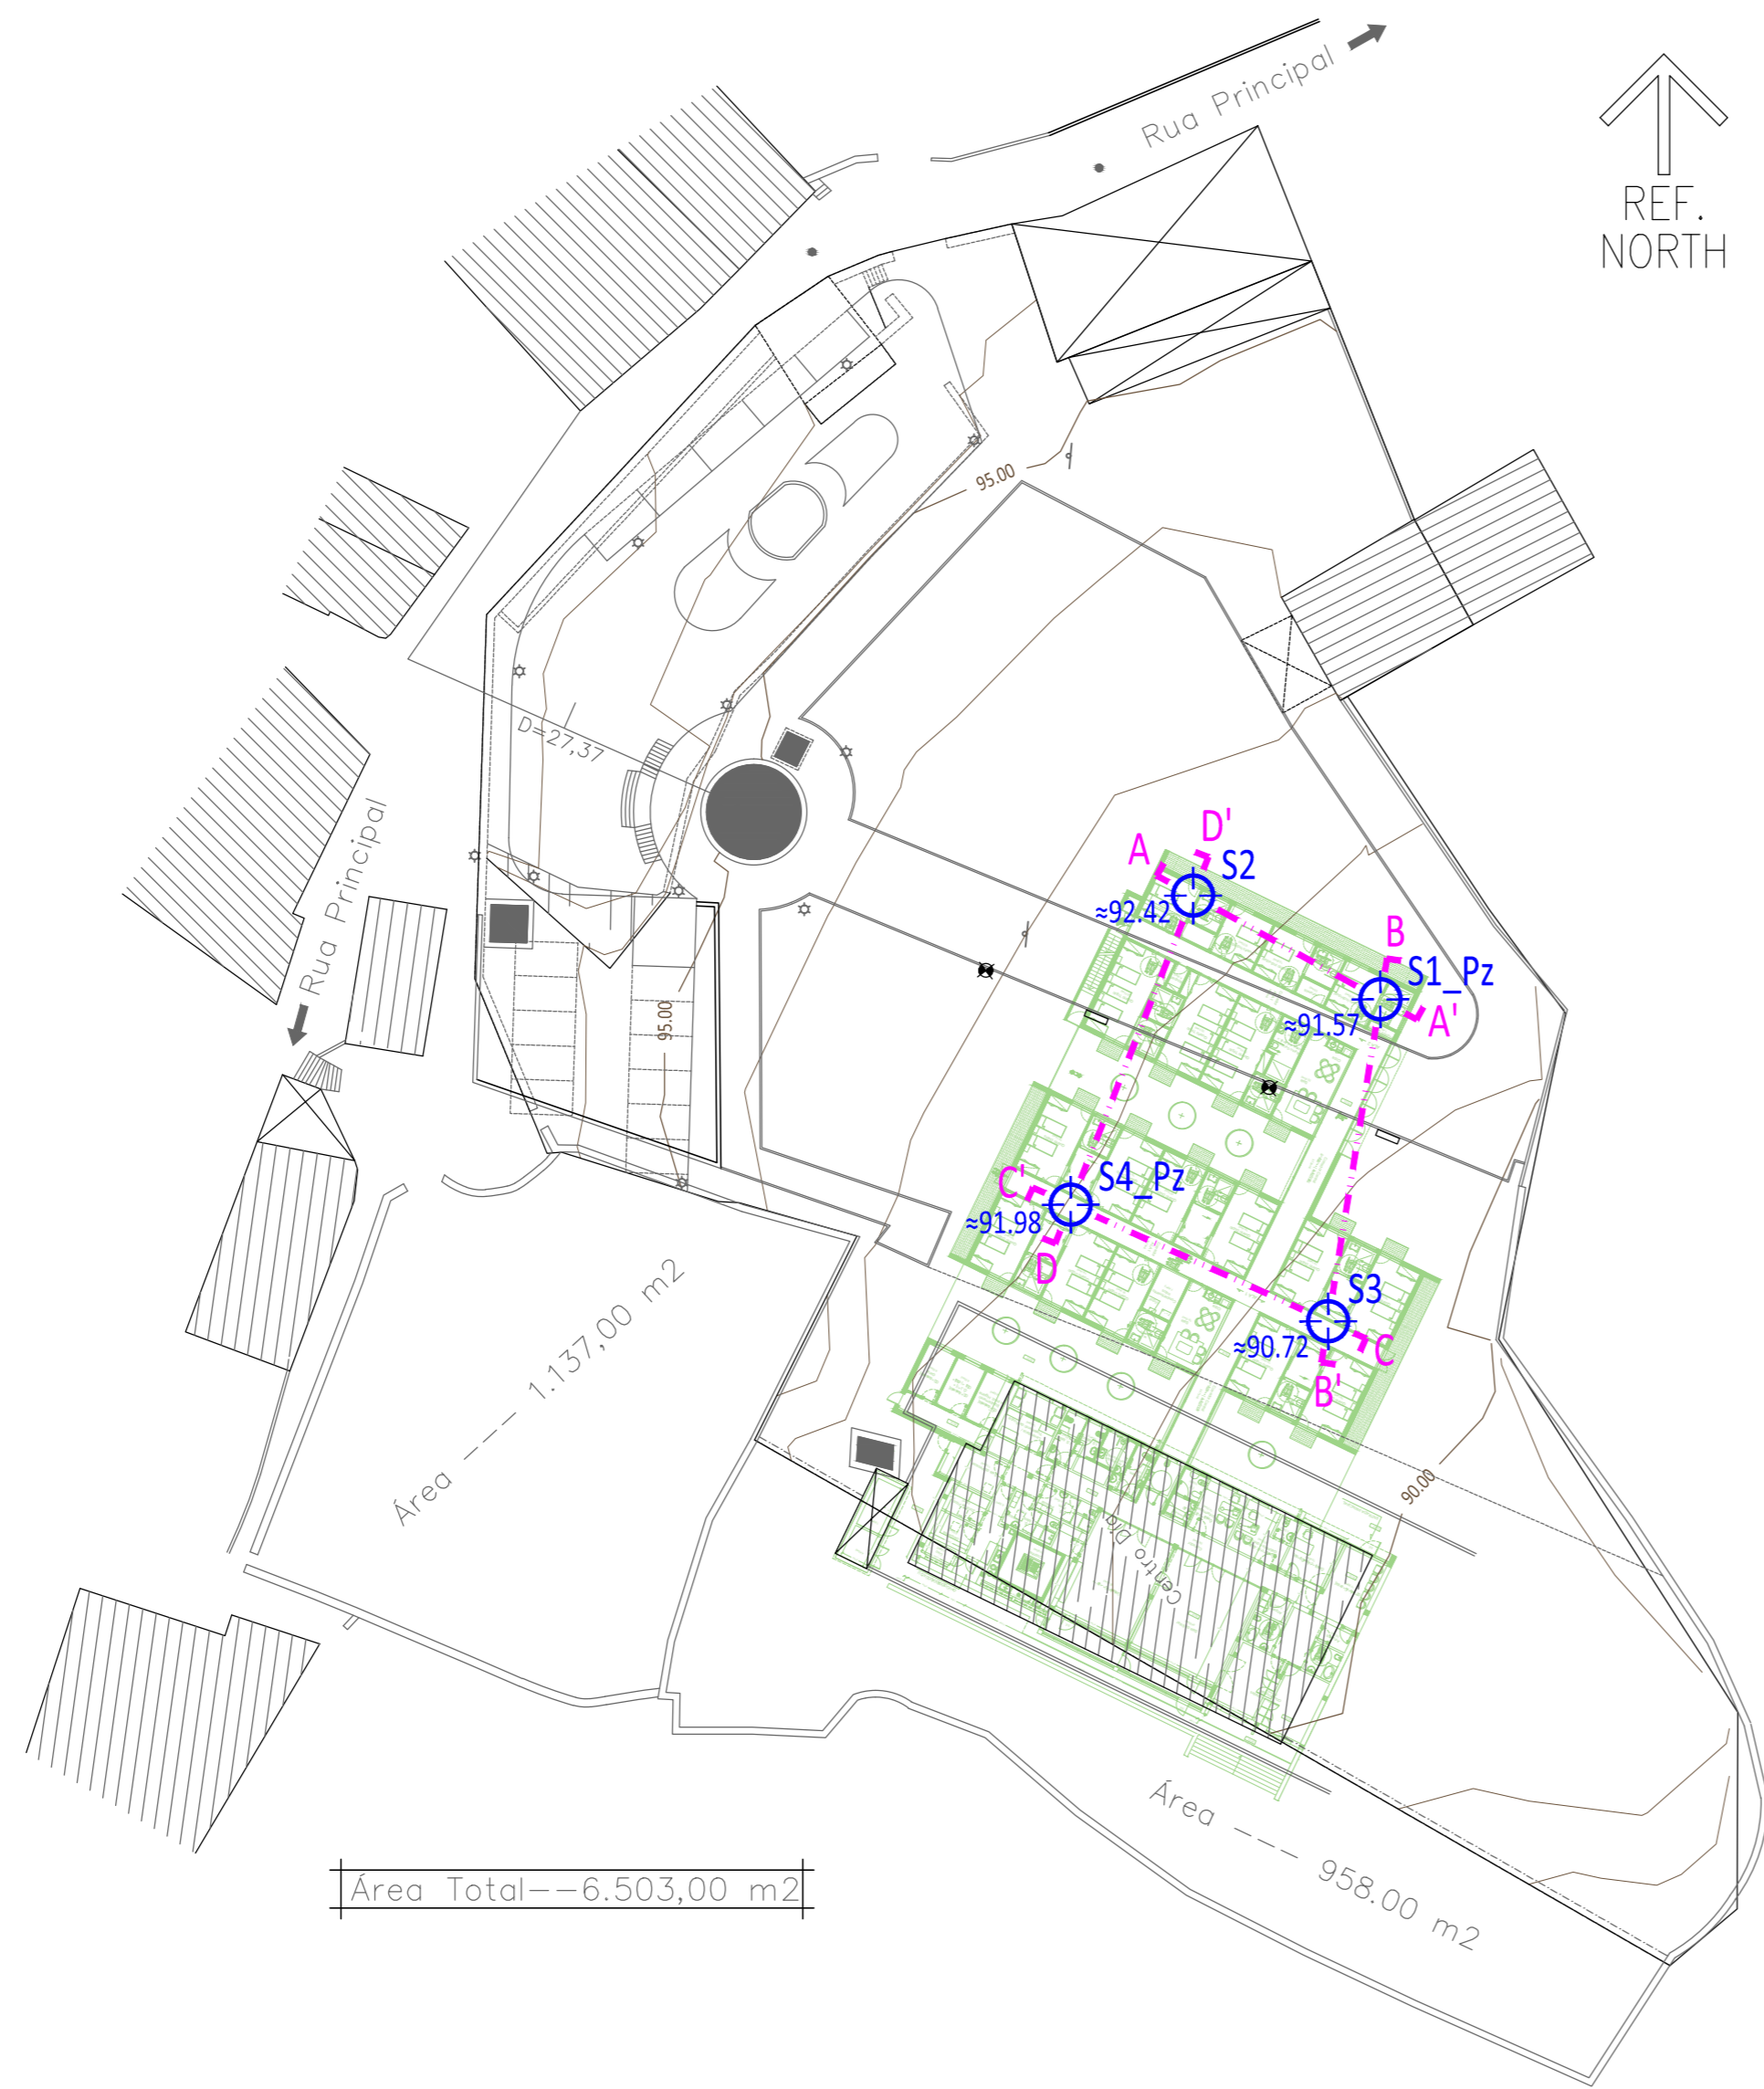 Rua Principal
REF.
NORTH
95.00
D=27,37
Rua Principal
A
D'
S2
≈92.42
B
S1_Pz
≈91.57
A'
95.00
C'
S4_Pz
≈91.98
D
S3
≈90.72
C
B'
Área ---- 1.137,00 m2
90.00
Centro Dia
Área ---- 958.00 m2
Área Total--6.503,00 m2